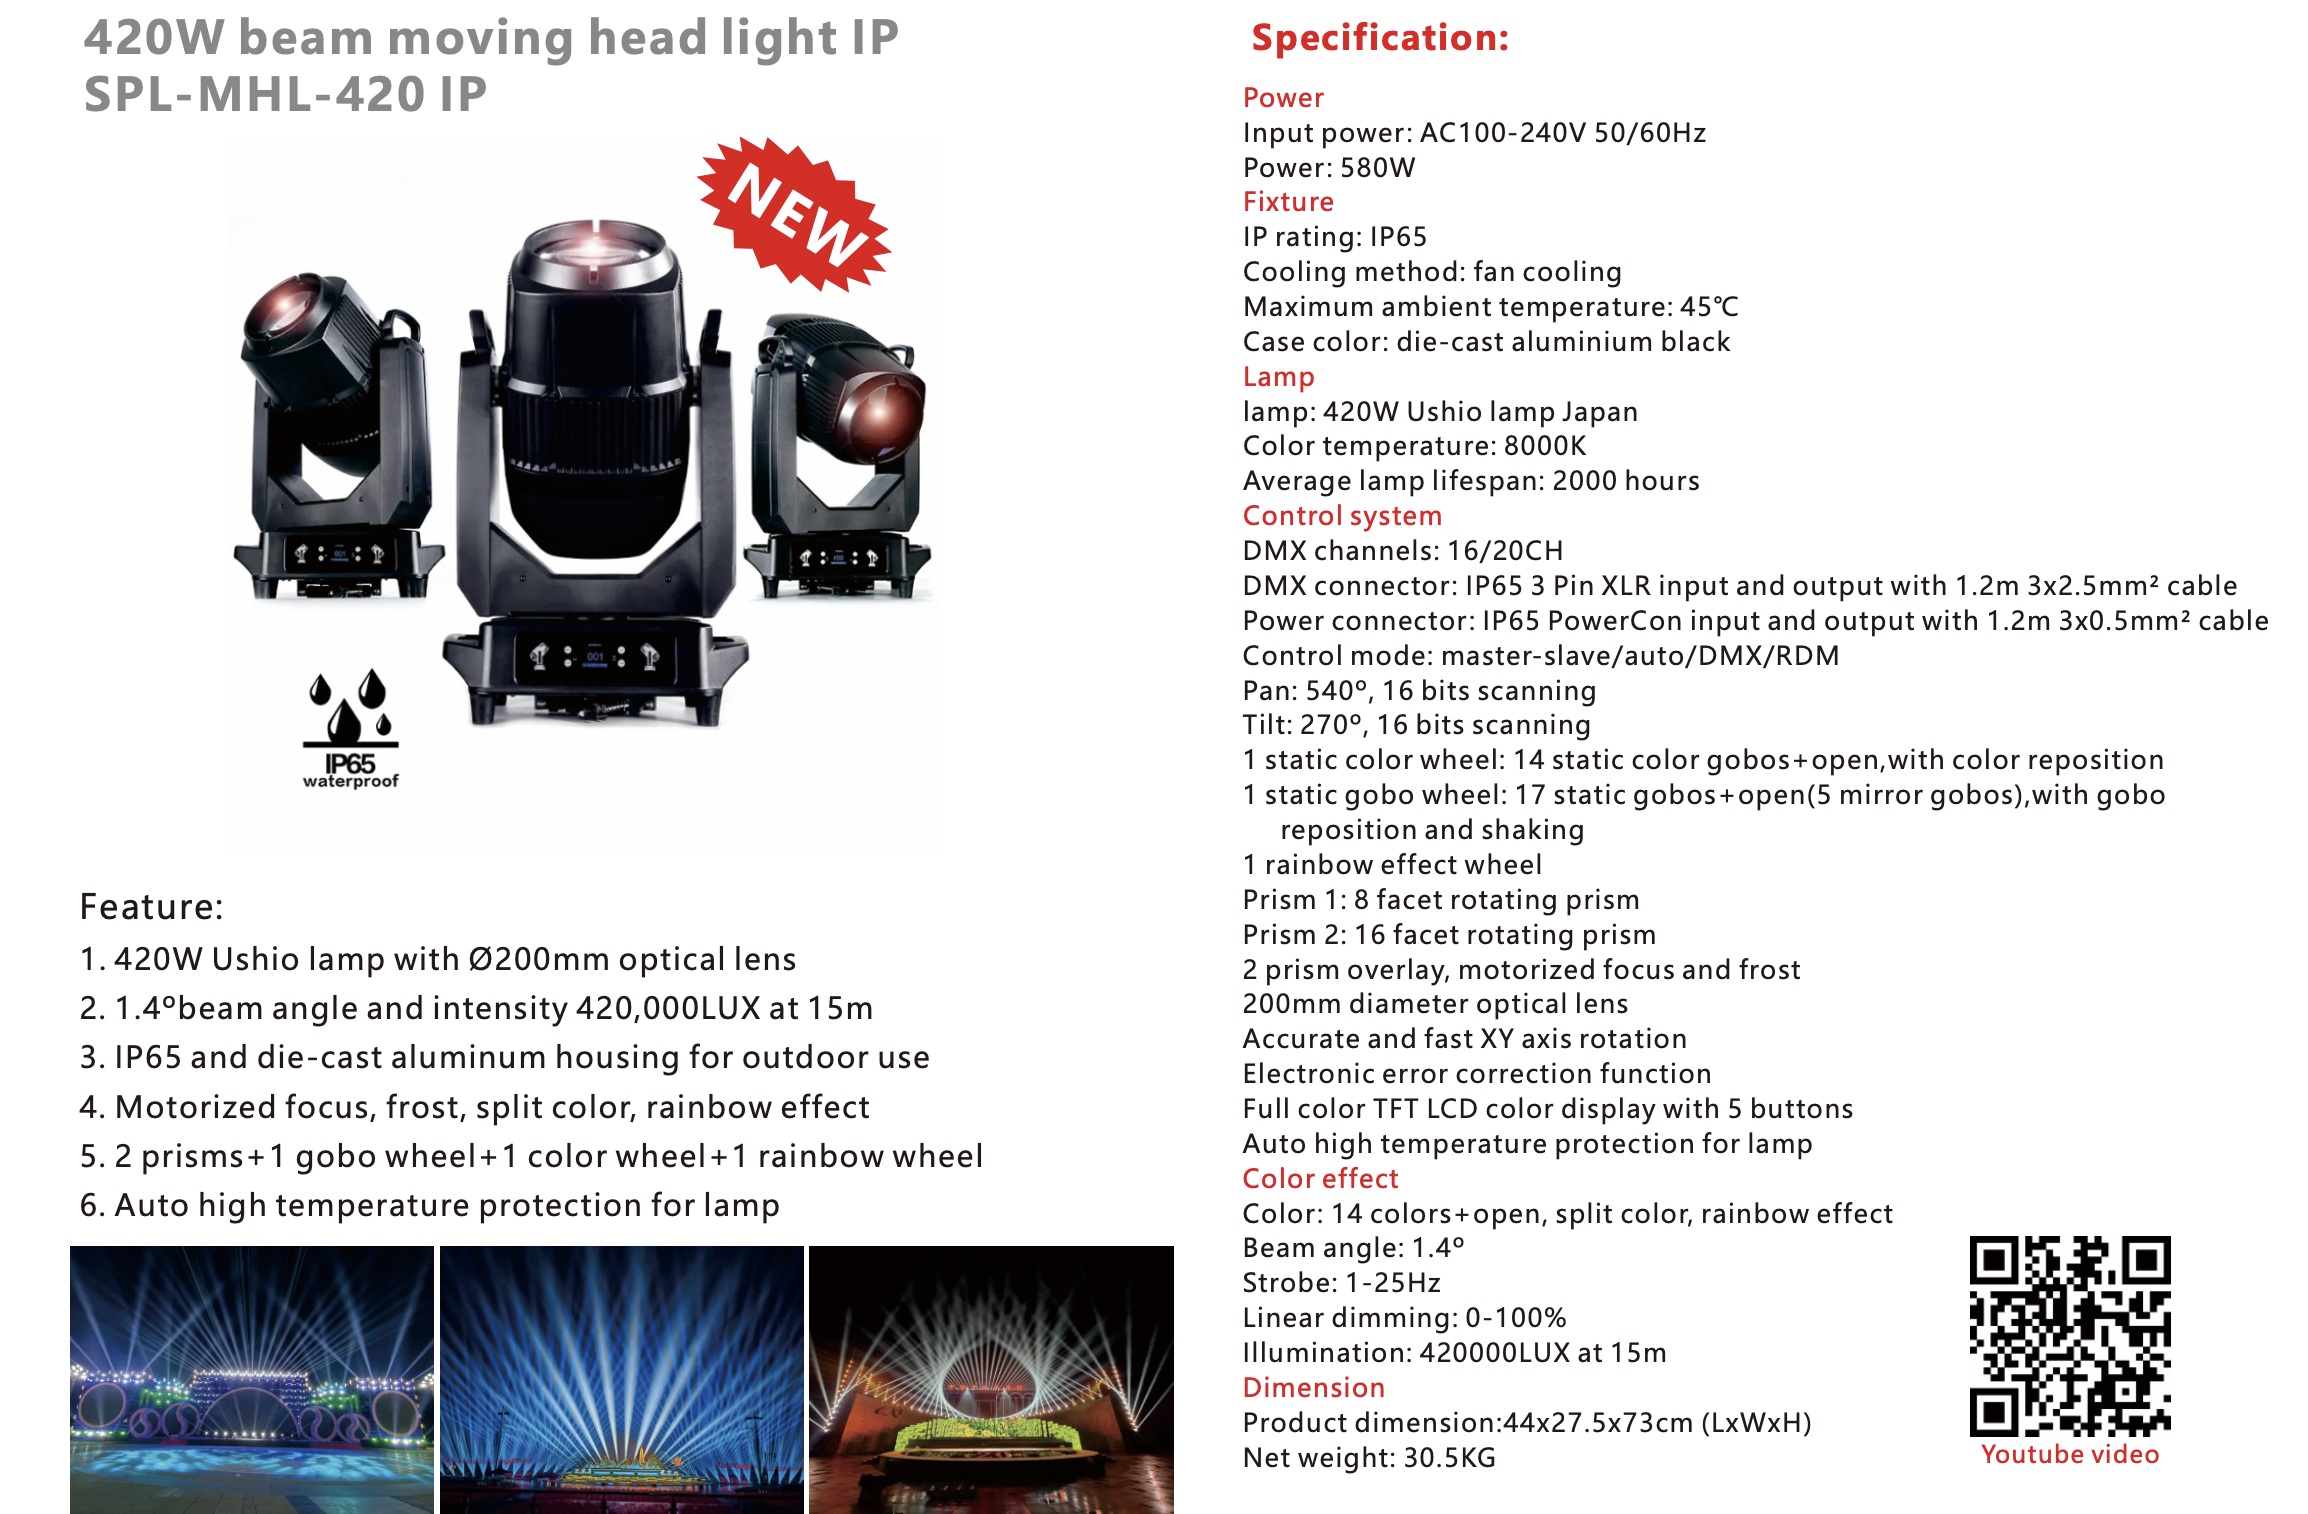 420W beam moving head light IP
SPL-MHL-420 IP
NEW
001
IP65
waterproof
Feature:
1. 420W Ushio lamp with Ø200mm optical lens
2. 1.4ºbeam angle and intensity 420,000LUX at 15m
3. IP65 and die-cast aluminum housing for outdoor use
4. Motorized focus, frost, split color, rainbow effect
5. 2 prisms+1 gobo wheel+1 color wheel+1 rainbow wheel
6. Auto high temperature protection for lamp
Specification:
Power
Input power: AC100-240V 50/60Hz
Power: 580W
Fixture
IP rating: IP65
Cooling method: fan cooling
Maximum ambient temperature: 45℃
Case color: die-cast aluminium black
Lamp
lamp: 420W Ushio lamp Japan
Color temperature: 8000K
Average lamp lifespan: 2000 hours
Control system
DMX channels: 16/20CH
DMX connector: IP65 3 Pin XLR input and output with 1.2m 3x2.5mm² cable
Power connector: IP65 PowerCon input and output with 1.2m 3x0.5mm² cable
Control mode: master-slave/auto/DMX/RDM
Pan: 540º, 16 bits scanning
Tilt: 270º, 16 bits scanning
1 static color wheel: 14 static color gobos+open,with color reposition
1 static gobo wheel: 17 static gobos+open(5 mirror gobos),with gobo
reposition and shaking
1 rainbow effect wheel
Prism 1: 8 facet rotating prism
Prism 2: 16 facet rotating prism
2 prism overlay, motorized focus and frost
200mm diameter optical lens
Accurate and fast XY axis rotation
Electronic error correction function
Full color TFT LCD color display with 5 buttons
Auto high temperature protection for lamp
Color effect
Color: 14 colors+open, split color, rainbow effect
Beam angle: 1.4º
Strobe: 1-25Hz
Linear dimming: 0-100%
Illumination: 420000LUX at 15m
Dimension
Product dimension:44x27.5x73cm (LxWxH)
Net weight: 30.5KG
Youtube video